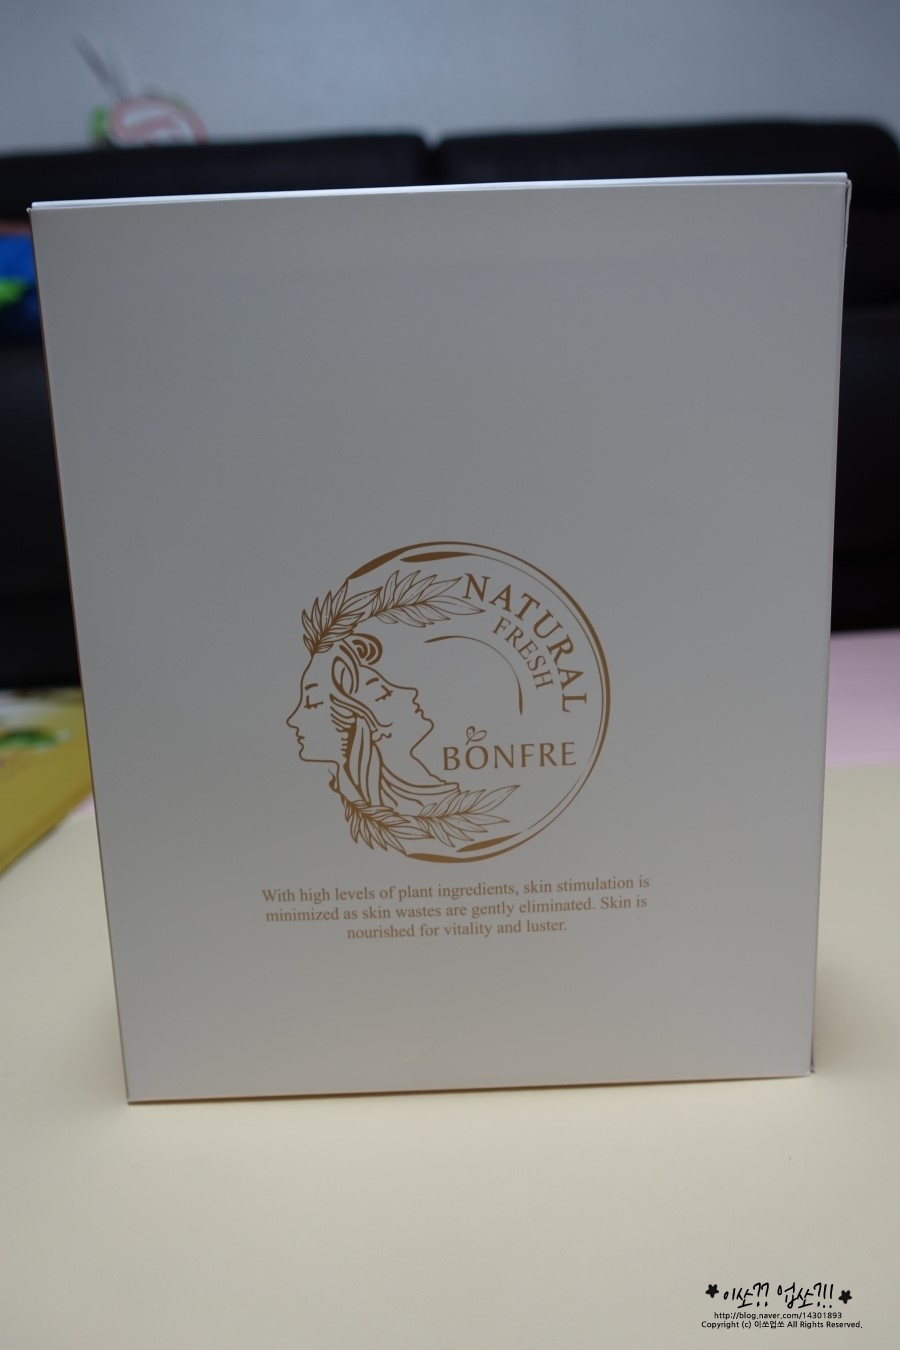 NATURAL
FRESH
BONFRE
With high levels of plant ingredients, skin stimulation is
minimized as skin wastes are gently eliminated. Skin is
nourished for vitality and luster.
이쏘?? 업쏘?!!
http://blog.naver.com/14301893
Copyright (c) 이쏘업쏘 All Rights Reserved.